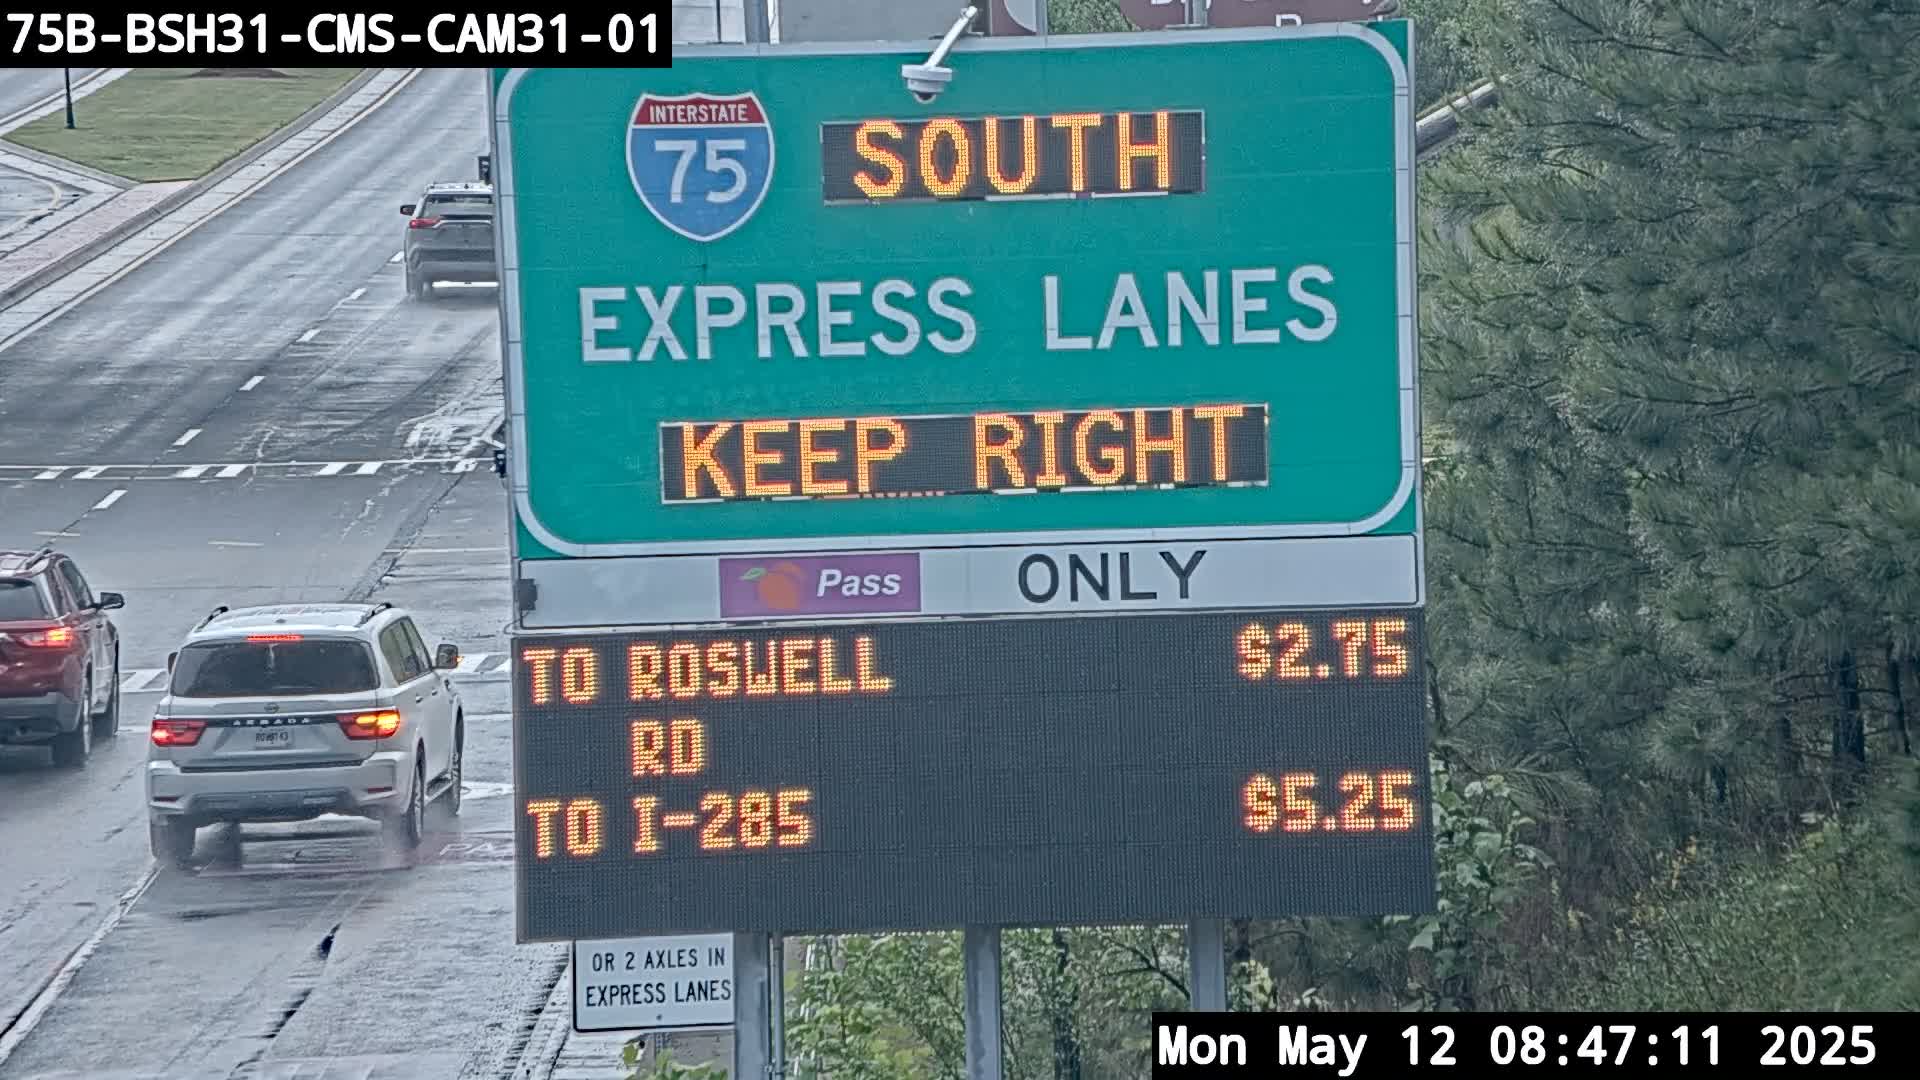 75B-BSH31-CMS-CAM31-01
INTERSTATE
75
SOUTH
EXPRESS LANES
KEEP RIGHT
Pass
ONLY
TO ROSWELL $2.75
RD
TO I-285 $5.25
ARMADA
OR 2 AXLES IN
EXPRESS LANES
Mon May 12 08:47:11 2025